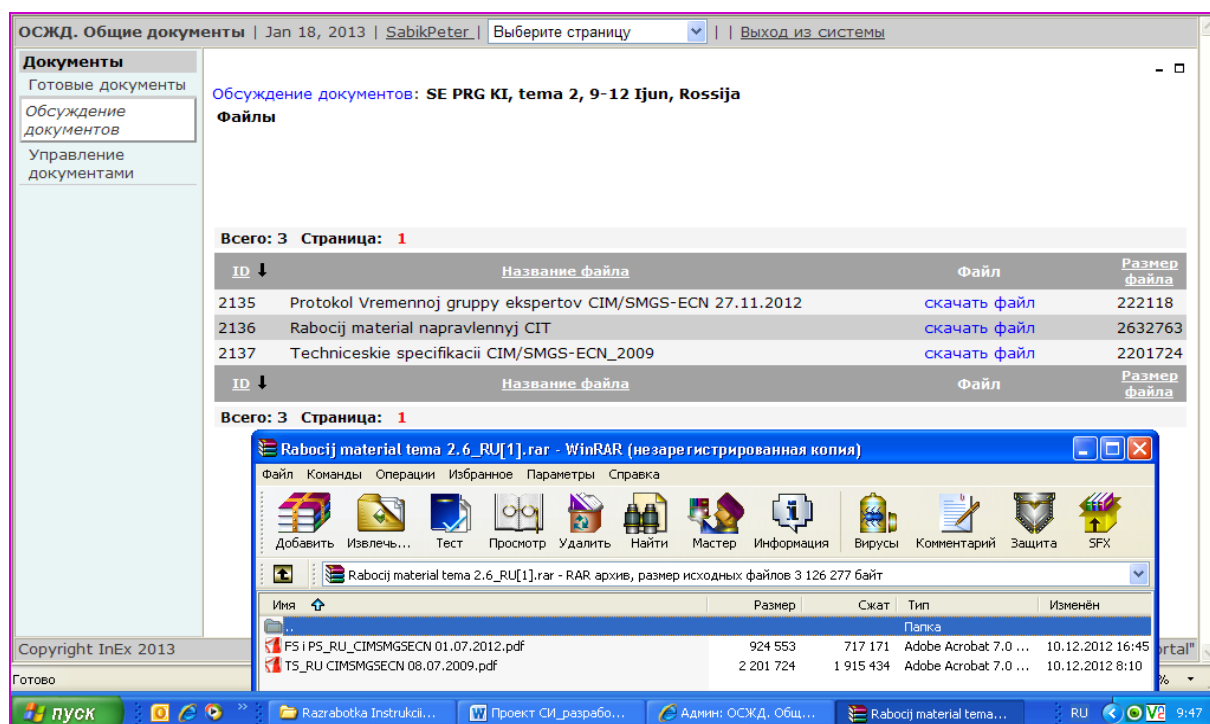 ОСЖД. Общие документы | Jan 18, 2013 | SabikPeter | Выберите страницу | | Выход из системы
Документы
Готовые документы
Обсуждение
документов
Управление
документами
Обсуждение документов: SE PRG KI, tema 2, 9-12 Ijun, Rossija
Файлы
Всего: 3 Страница: 1
ID Название файла Файл Размер файла
2135 Protokol Vremennoj gruppy ekspertov CIM/SMGS-ECN 27.11.2012 скачать файл 222118
2136 Rabocij material napravlennyj CIT скачать файл 2632763
2137 Techniceskie specifikacii CIM/SMGS-ECN_2009 скачать файл 2201724
ID Название файла Файл Размер файла
Всего: 3 Страница: 1
Rabocij material tema 2.6_RU[1].rar - WinRAR (незарегистрированная копия)
Файл Команды Операции Избранное Параметры Справка
Добавить Извлечь... Тест Просмотр Удалить Найти Мастер Информация Вирусы Комментарий Защита SFX
Rabocij material tema 2.6_RU[1].rar - RAR архив, размер исходных файлов 3 126 277 байт
Имя Размер Сжат Тип Изменён
.. Папка
FS i PS_RU_CIMSMGSECN 01.07.2012.pdf 924 553 717 171 Adobe Acrobat 7.0 ... 10.12.2012 16:45
TS_RU CIMSMGSECN 08.07.2009.pdf 2 201 724 1 915 434 Adobe Acrobat 7.0 ... 10.12.2012 8:10
Copyright InEx 2013 rtal"
Готово %
пуск Razrabotka Instrukcii... Проект СИ_разрабо... Админ: ОСЖД. Общ... Rabocij material tema... RU 9:47